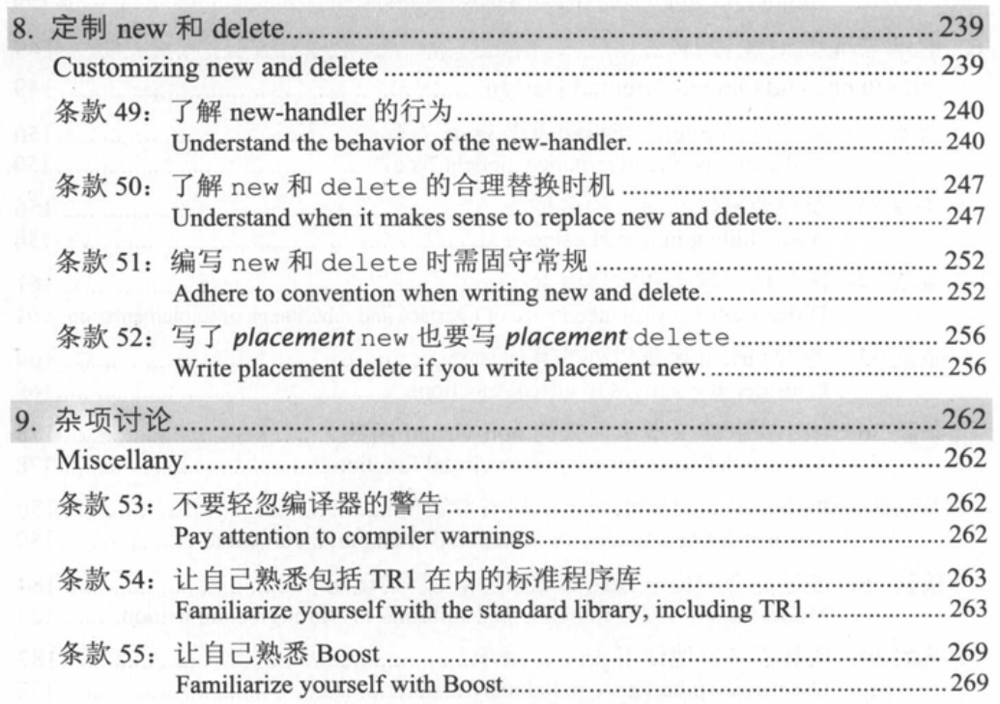 8. 定制 new 和 delete........................................239
Customizing new and delete........................................239
条款 49：了解 new-handler 的行为........................................240
Understand the behavior of the new-handler.........................................240
条款 50：了解 new 和 delete 的合理替换时机........................................247
Understand when it makes sense to replace new and delete.........................247
条款 51：编写 new 和 delete 时需固守常规........................................252
Adhere to convention when writing new and delete.................................252
条款 52：写了 placement new 也要写 placement delete..............................256
Write placement delete if you write placement new................................256
9. 杂项讨论........................................262
Miscellany........................................262
条款 53：不要轻忽编译器的警告........................................262
Pay attention to compiler warnings........................................262
条款 54：让自己熟悉包括 TR1 在内的标准程序库..............................263
Familiarize yourself with the standard library, including TR1. ....................263
条款 55：让自己熟悉 Boost........................................269
Familiarize yourself with Boost........................................269